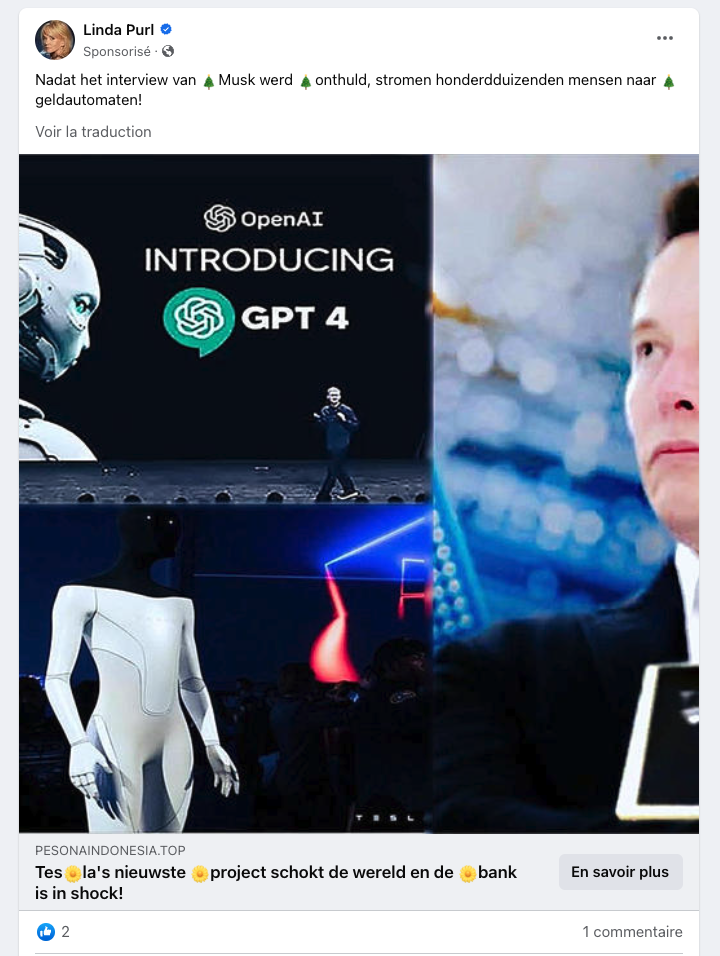 Linda Purl
Sponsorisé ·
Nadat het interview van 🎄Musk werd 🎄onthuld, stromen honderdduizenden mensen naar 🎄
geldautomaten!
Voir la traduction
OpenAI
INTRODUCING
GPT 4
T E S L
PESONAINDONESIA.TOP
Tes🌼la's nieuwste 🌼project schokt de wereld en de 🌼bank
is in shock!
En savoir plus
2
1 commentaire